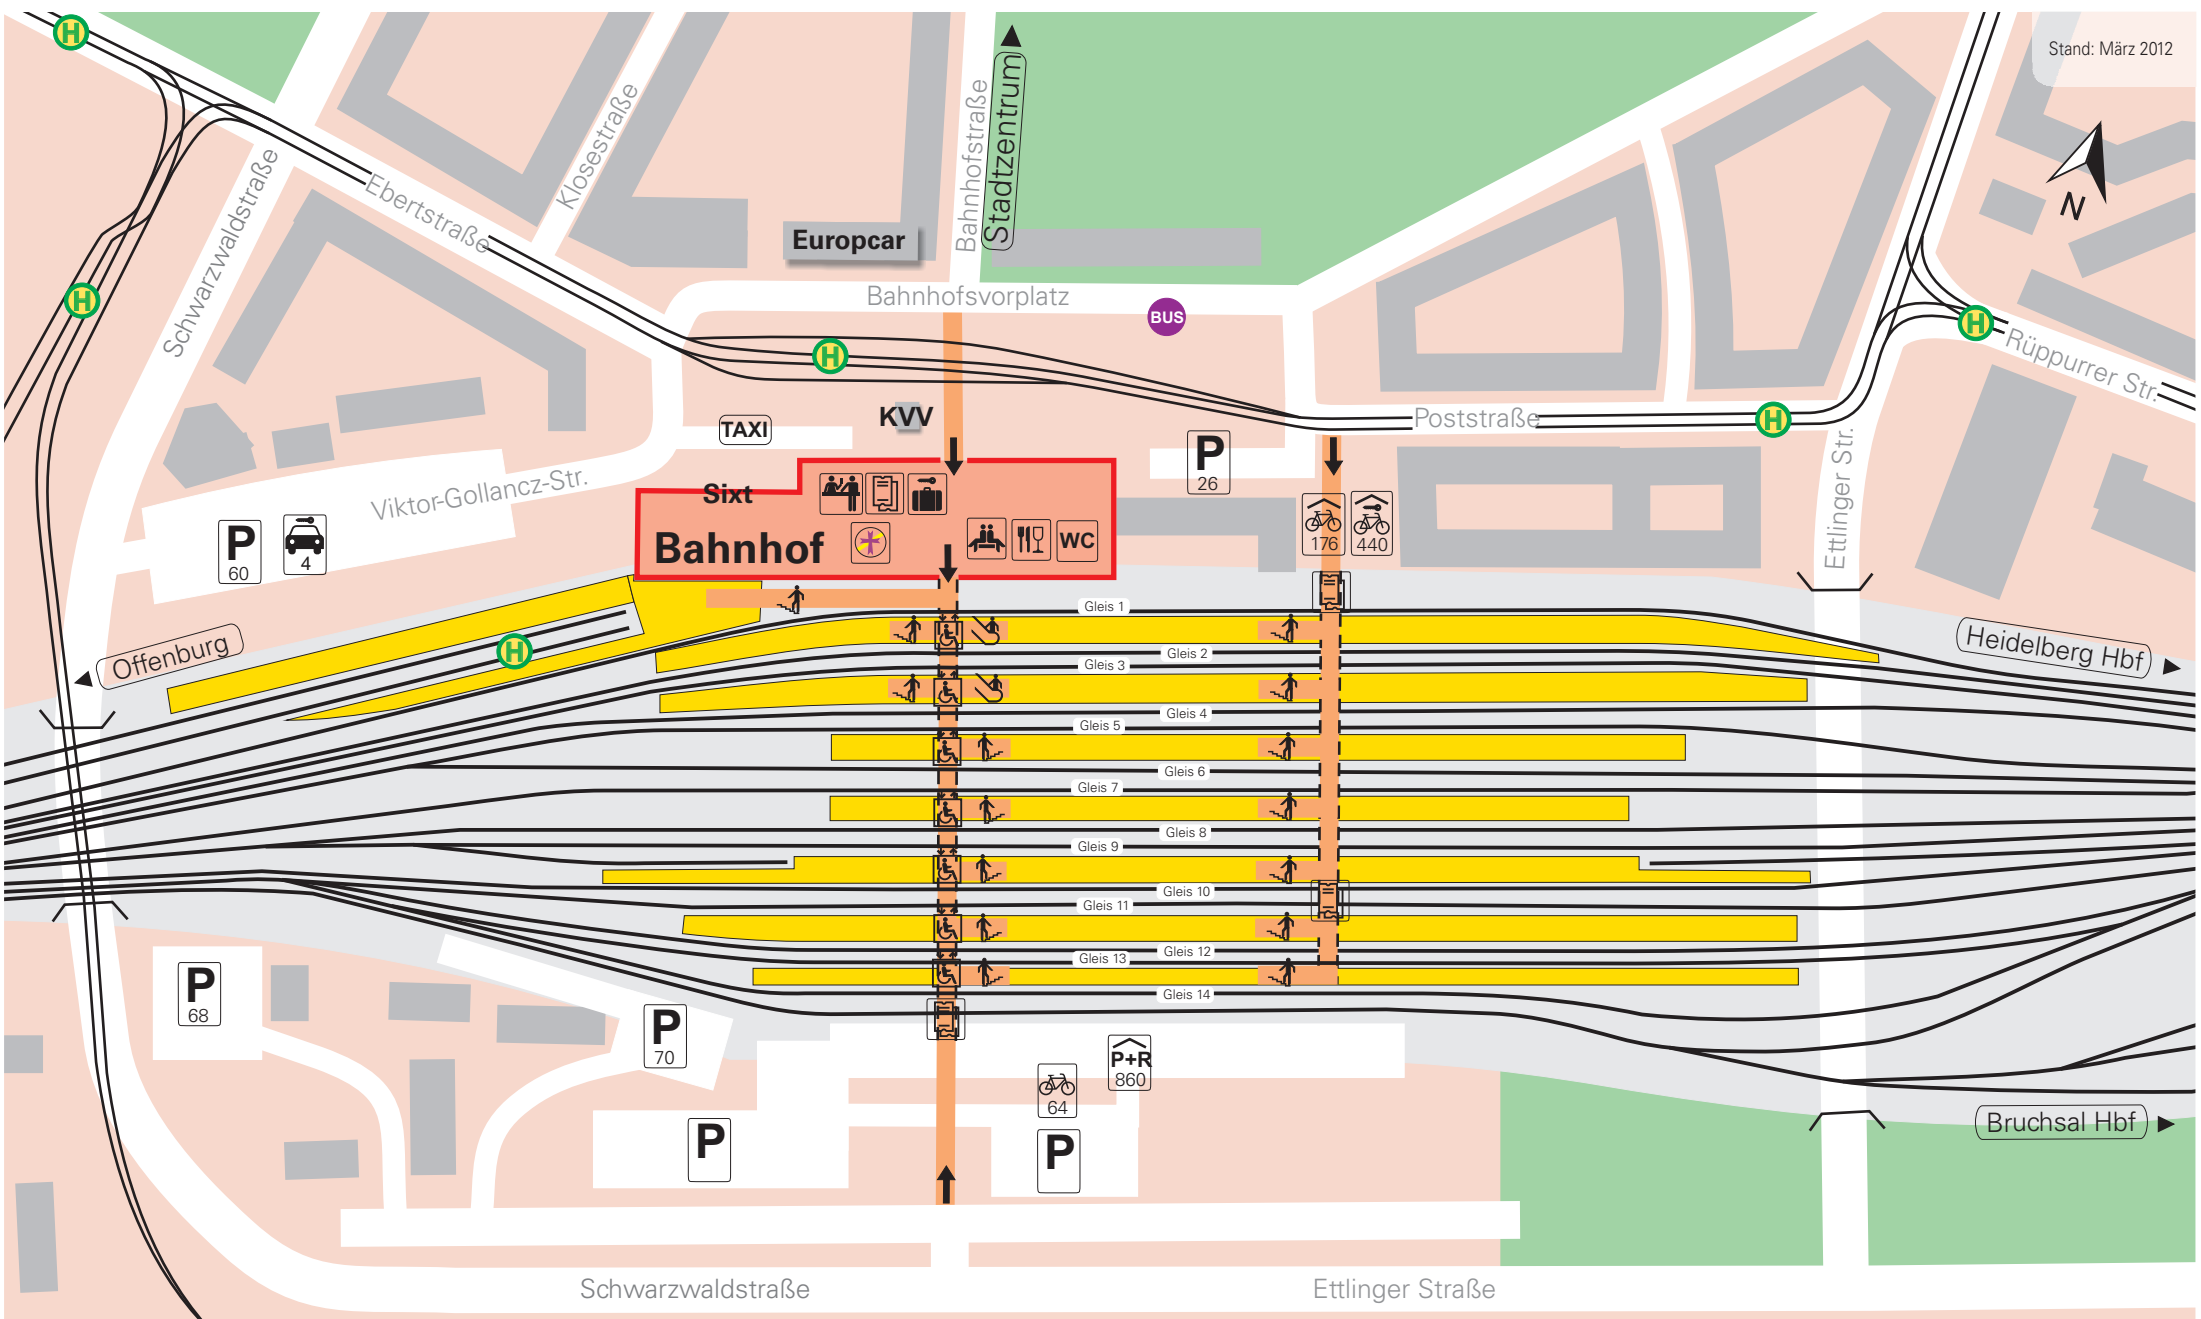 H
Stand: März 2012
Klosestraße
Bahnhofstraße
Stadtzentrum
Schwarzwaldstraße
Ebertstraße
N
Europcar
H
Bahnhofsvorplatz
BUS
H
H
Rüppurrer Str.
KVV
TAXI
Poststraße
H
P
26
Ettlinger Str.
Viktor-Gollancz-Str.
Sixt
P
60
4
Bahnhof
WC
176
440
Offenburg
H
Heidelberg Hbf
Gleis 1
Gleis 2
Gleis 3
Gleis 4
Gleis 5
Gleis 6
Gleis 7
Gleis 8
Gleis 9
Gleis 10
Gleis 11
Gleis 12
Gleis 13
Gleis 14
P
68
P
70
P+R
860
64
P
P
Bruchsal Hbf
Schwarzwaldstraße
Ettlinger Straße